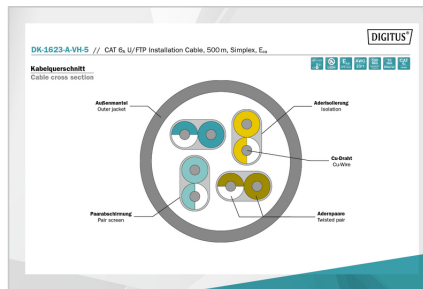 DIGITUS®
DK-1623-A-VH-5 // CAT 6A U/FTP Installation Cable, 500 m, Simplex, Eca
Kabelquerschnitt
Cable cross section
Außenmantel
Outer jacket
Aderisolierung
Isolation
Cu-Draht
Cu-Wire
Paarabschirmung
Pair screen
Adernpaare
Twisted pair